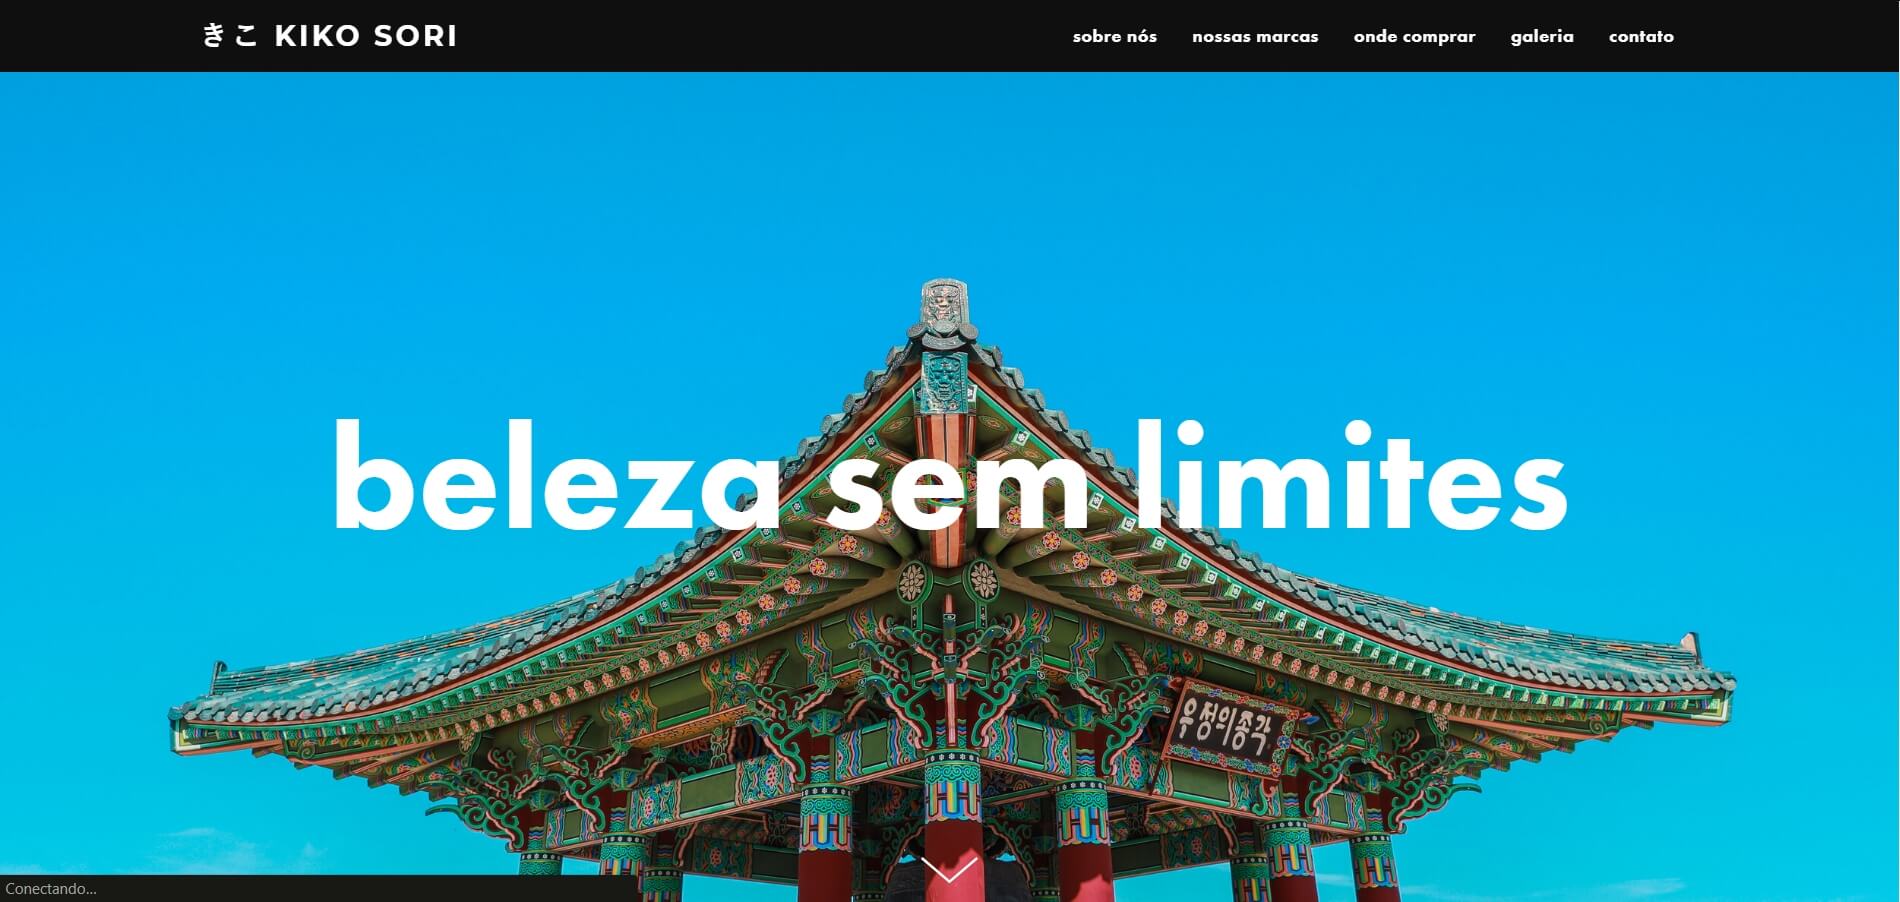 きこ KIKO SORI
sobre nós nossas marcas onde comprar galeria contato
beleza sem limites
우정의종각
Conectando...